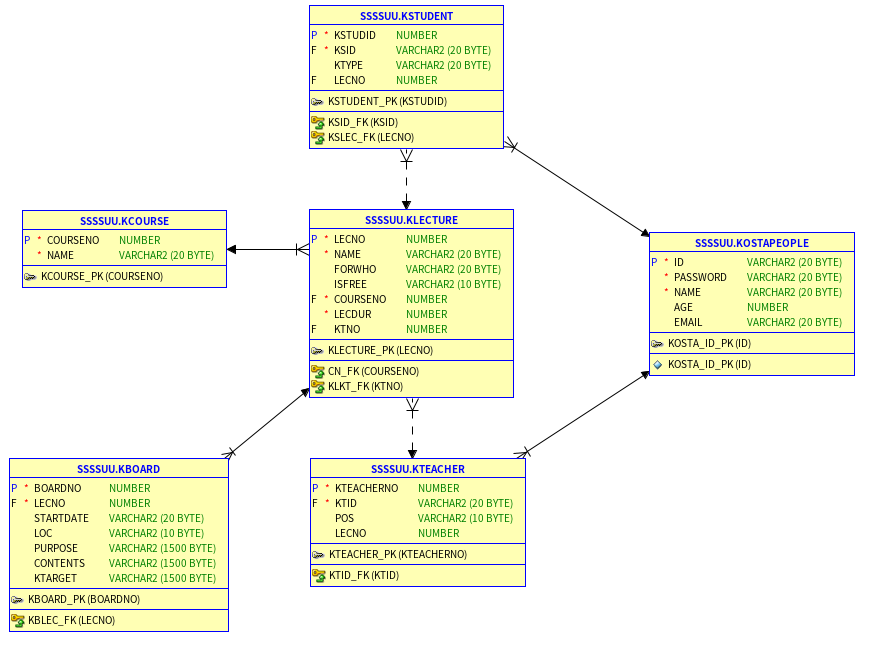 SSSSUU.KSTUDENT
P * KSTUDID NUMBER
F * KSID VARCHAR2 (20 BYTE)
KTYPE VARCHAR2 (20 BYTE)
F LECNO NUMBER
KSTUDENT_PK (KSTUDID)
KSID_FK (KSID)
KSLEC_FK (LECNO)
SSSSUU.KCOURSE
P * COURSENO NUMBER
* NAME VARCHAR2 (20 BYTE)
KCOURSE_PK (COURSENO)
SSSSUU.KLECTURE
P * LECNO NUMBER
* NAME VARCHAR2 (20 BYTE)
FORWHO VARCHAR2 (20 BYTE)
ISFREE VARCHAR2 (10 BYTE)
F * COURSENO NUMBER
* LECDUR NUMBER
F KTNO NUMBER
KLECTURE_PK (LECNO)
CN_FK (COURSENO)
KLKT_FK (KTNO)
SSSSUU.KOSTAPEOPLE
P * ID VARCHAR2 (20 BYTE)
* PASSWORD VARCHAR2 (20 BYTE)
* NAME VARCHAR2 (20 BYTE)
AGE NUMBER
EMAIL VARCHAR2 (20 BYTE)
KOSTA_ID_PK (ID)
KOSTA_ID_PK (ID)
SSSSUU.KBOARD
P * BOARDNO NUMBER
F * LECNO NUMBER
STARTDATE VARCHAR2 (20 BYTE)
LOC VARCHAR2 (10 BYTE)
PURPOSE VARCHAR2 (1500 BYTE)
CONTENTS VARCHAR2 (1500 BYTE)
KTARGET VARCHAR2 (1500 BYTE)
KBOARD_PK (BOARDNO)
KBLEC_FK (LECNO)
SSSSUU.KTEACHER
P * KTEACHERNO NUMBER
F * KTID VARCHAR2 (20 BYTE)
POS VARCHAR2 (10 BYTE)
LECNO NUMBER
KTEACHER_PK (KTEACHERNO)
KTID_FK (KTID)